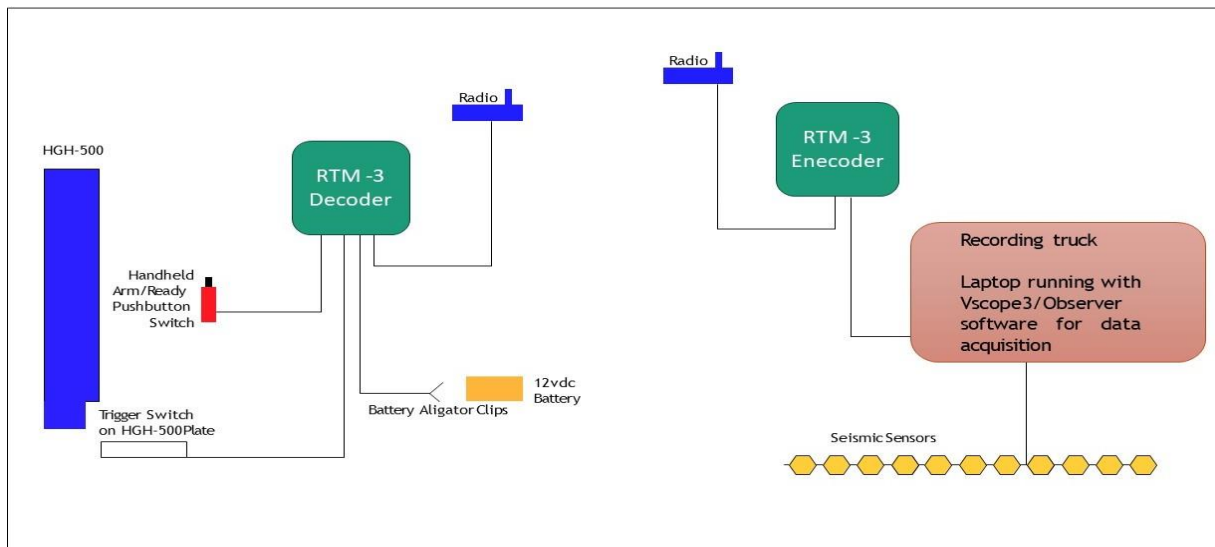 HGH-500
Handheld
Arm/Ready
Pushbutton
Switch
Trigger Switch
on HGH-500Plate
RTM -3
Decoder
Radio
Battery Aligator Clips
12vdc
Battery
Radio
RTM -3
Enecoder
Recording truck
Laptop running with
Vscope3/Observer
software for data
acquisition
Seismic Sensors